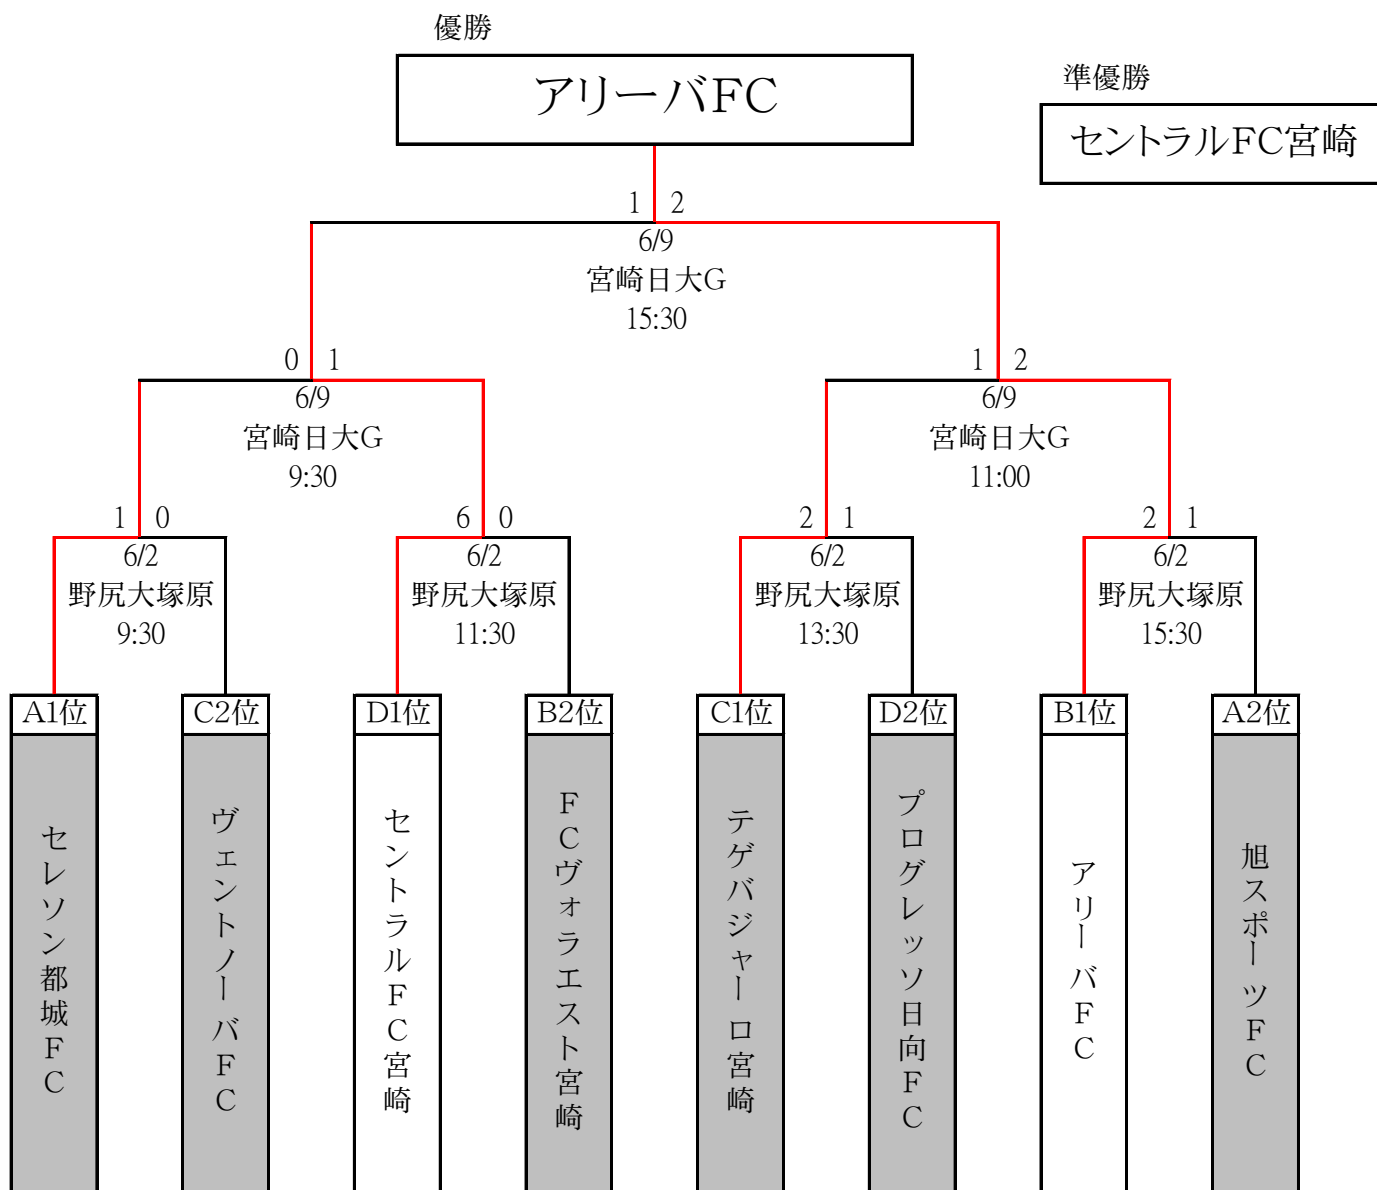 優勝
アリーバFC
準優勝
セントラルFC宮崎
1 2
6/9
宮崎日大G
15:30
0 1
6/9
宮崎日大G
9:30
1 2
6/9
宮崎日大G
11:00
1 0
6/2
野尻大塚原
9:30
6 0
6/2
野尻大塚原
11:30
2 1
6/2
野尻大塚原
13:30
2 1
6/2
野尻大塚原
15:30
A1位
C2位
D1位
B2位
C1位
D2位
B1位
A2位
セレソン都城FC
ヴェントノーバFC
セントラルFC宮崎
FCヴォラエスト宮崎
テゲバジャーロ宮崎
プログレッソ日向FC
アリーバFC
旭スポーツFC